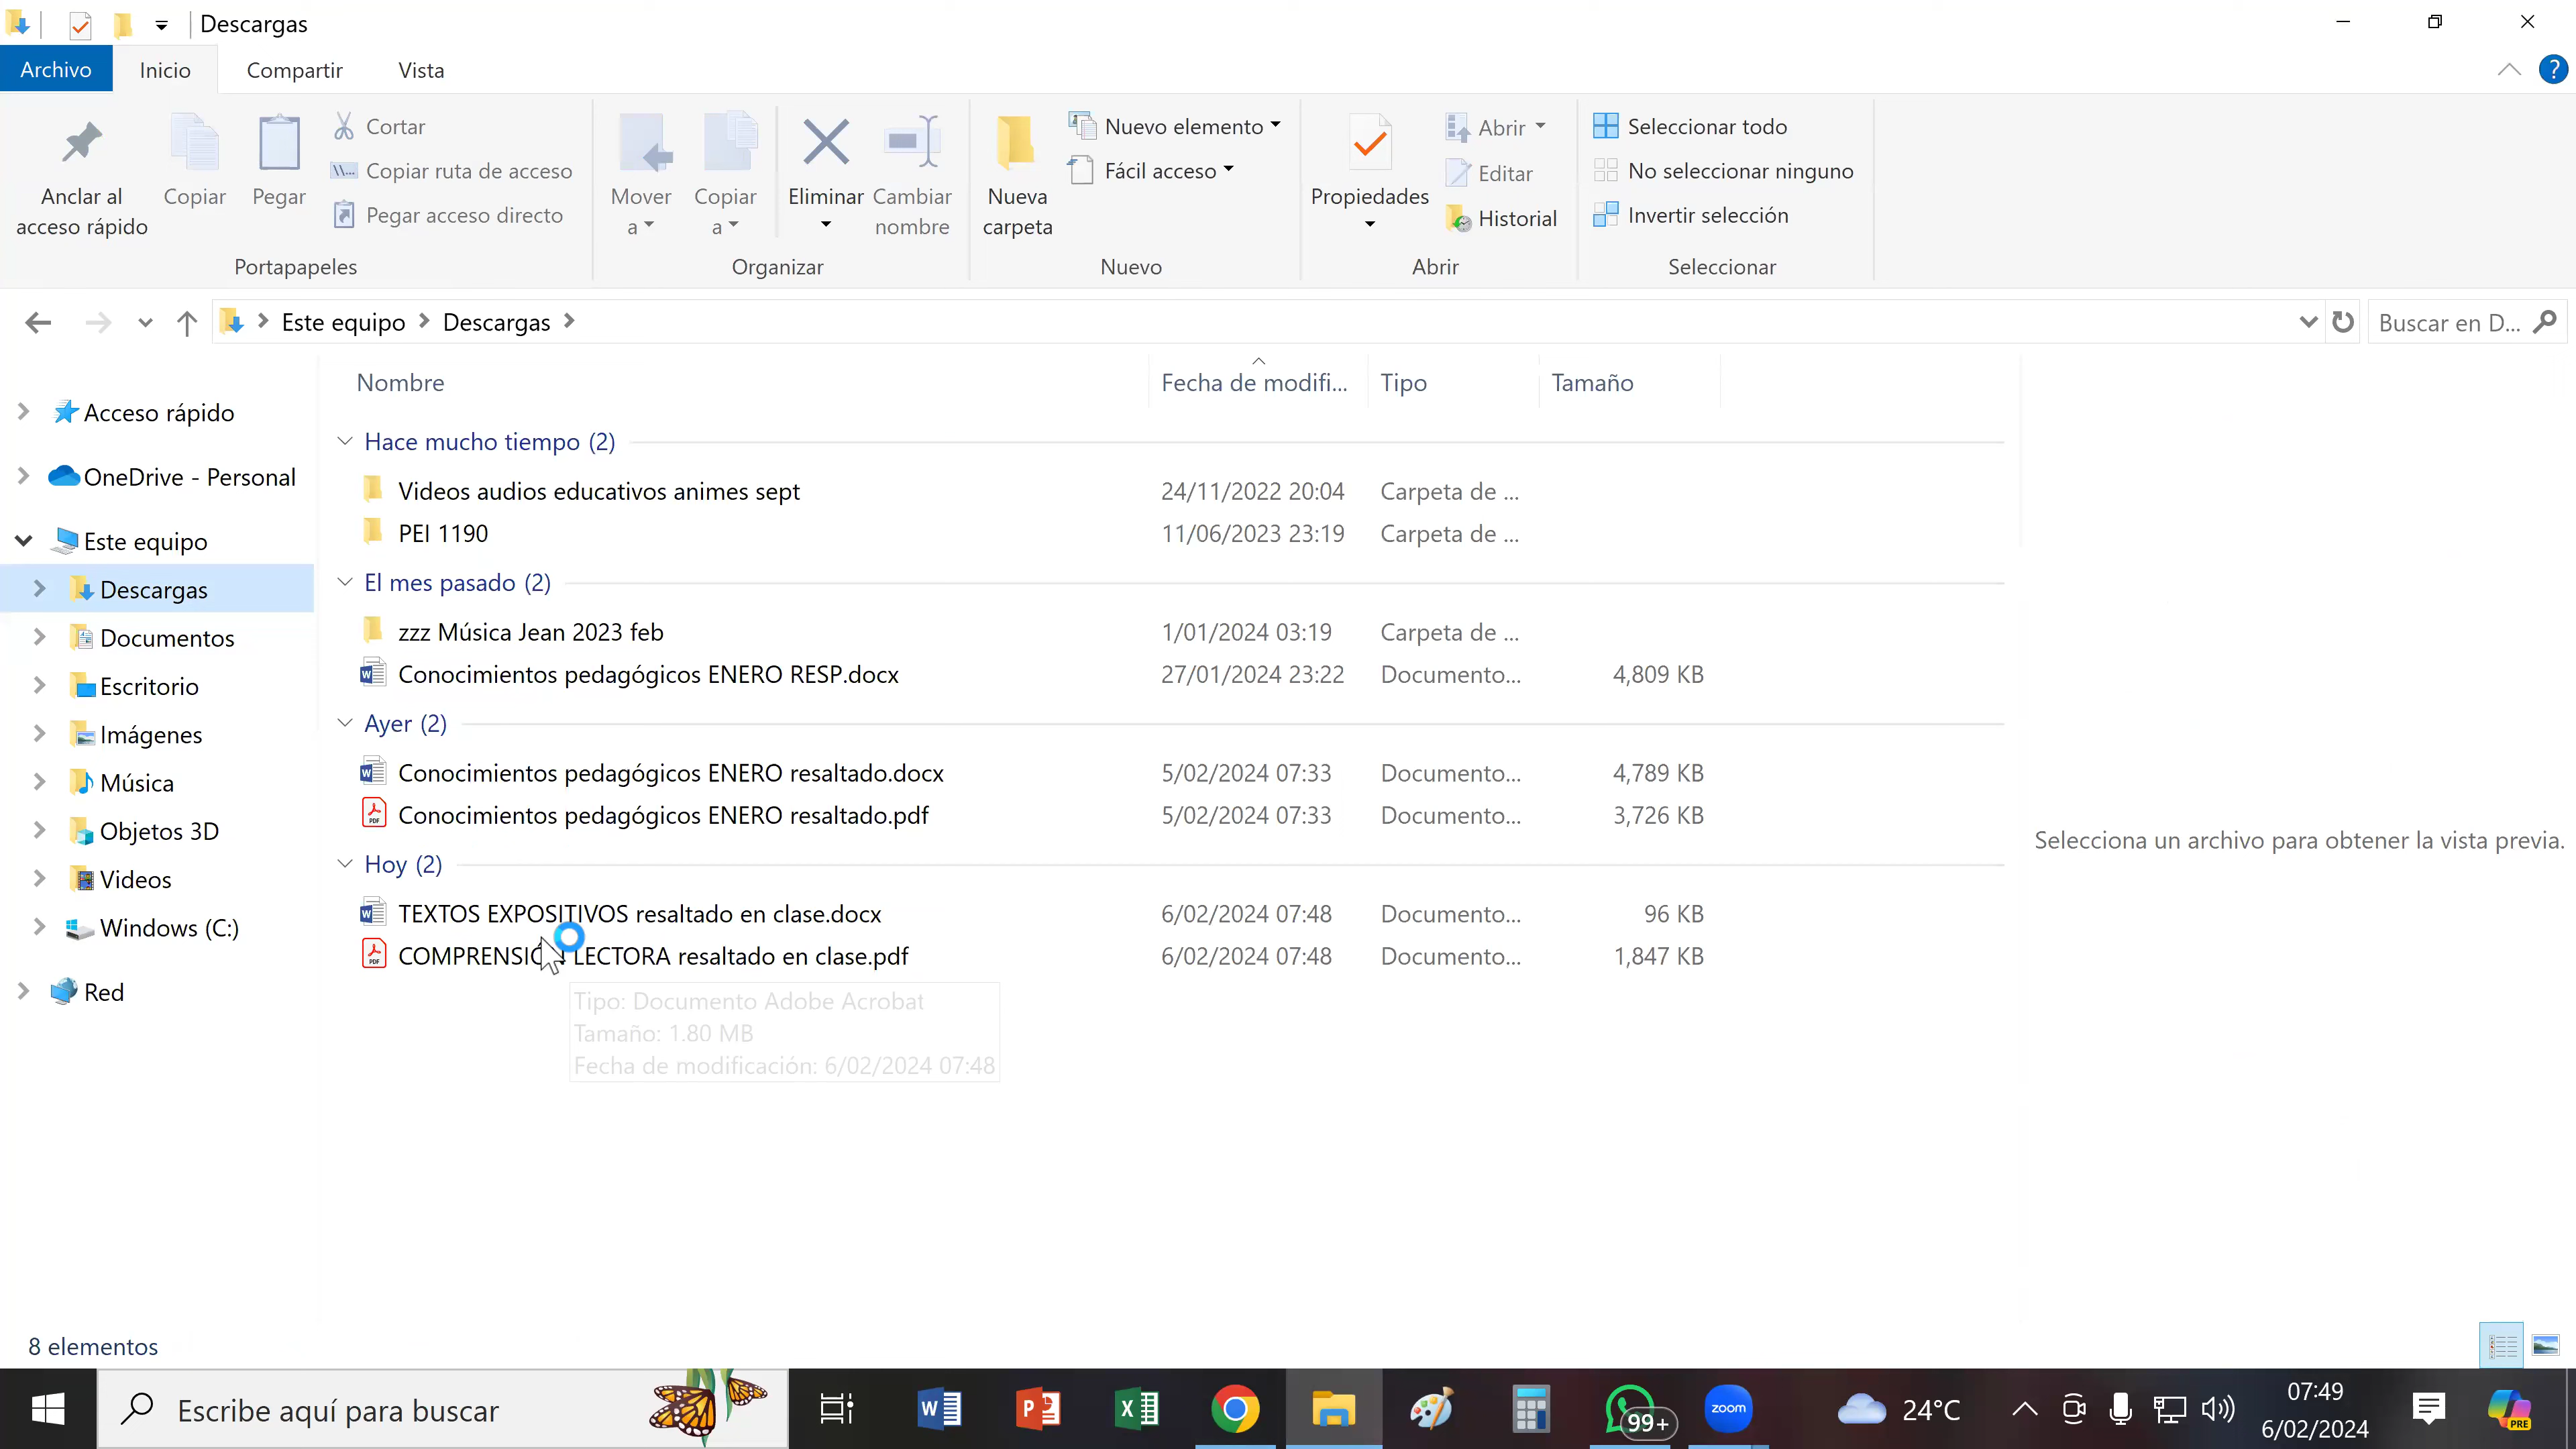 Descargas
Archivo
Inicio
Compartir
Vista
?
Anclar al
acceso rápido
Copiar
Pegar
Cortar
Copiar ruta de acceso
Pegar acceso directo
Portapapeles
Mover
a
Copiar
a
Eliminar
Cambiar
nombre
Organizar
Nueva
carpeta
Nuevo elemento
Fácil acceso
Nuevo
Propiedades
Abrir
Editar
Historial
Abrir
Seleccionar todo
No seleccionar ninguno
Invertir selección
Seleccionar
Este equipo
Descargas
Buscar en D...
Acceso rápido
OneDrive - Personal
Este equipo
Descargas
Documentos
Escritorio
Imágenes
Música
Objetos 3D
Videos
Windows (C:)
Red
Nombre Fecha de modifi... Tipo Tamaño
Hace mucho tiempo (2)
Videos audios educativos animes sept 24/11/2022 20:04 Carpeta de ...
PEI 1190 11/06/2023 23:19 Carpeta de ...
El mes pasado (2)
zzz Música Jean 2023 feb 1/01/2024 03:19 Carpeta de ...
Conocimientos pedagógicos ENERO RESP.docx 27/01/2024 23:22 Documento... 4,809 KB
Ayer (2)
Conocimientos pedagógicos ENERO resaltado.docx 5/02/2024 07:33 Documento... 4,789 KB
Conocimientos pedagógicos ENERO resaltado.pdf 5/02/2024 07:33 Documento... 3,726 KB
Hoy (2)
TEXTOS EXPOSITIVOS resaltado en clase.docx 6/02/2024 07:48 Documento... 96 KB
COMPRENSIÓN LECTORA resaltado en clase.pdf 6/02/2024 07:48 Documento... 1,847 KB
Tipo: Documento Adobe Acrobat
Tamaño: 1.80 MB
Fecha de modificación: 6/02/2024 07:48
Selecciona un archivo para obtener la vista previa.
8 elementos
Escribe aquí para buscar
99+
zoom
24°C
07:49
6/02/2024
PRE